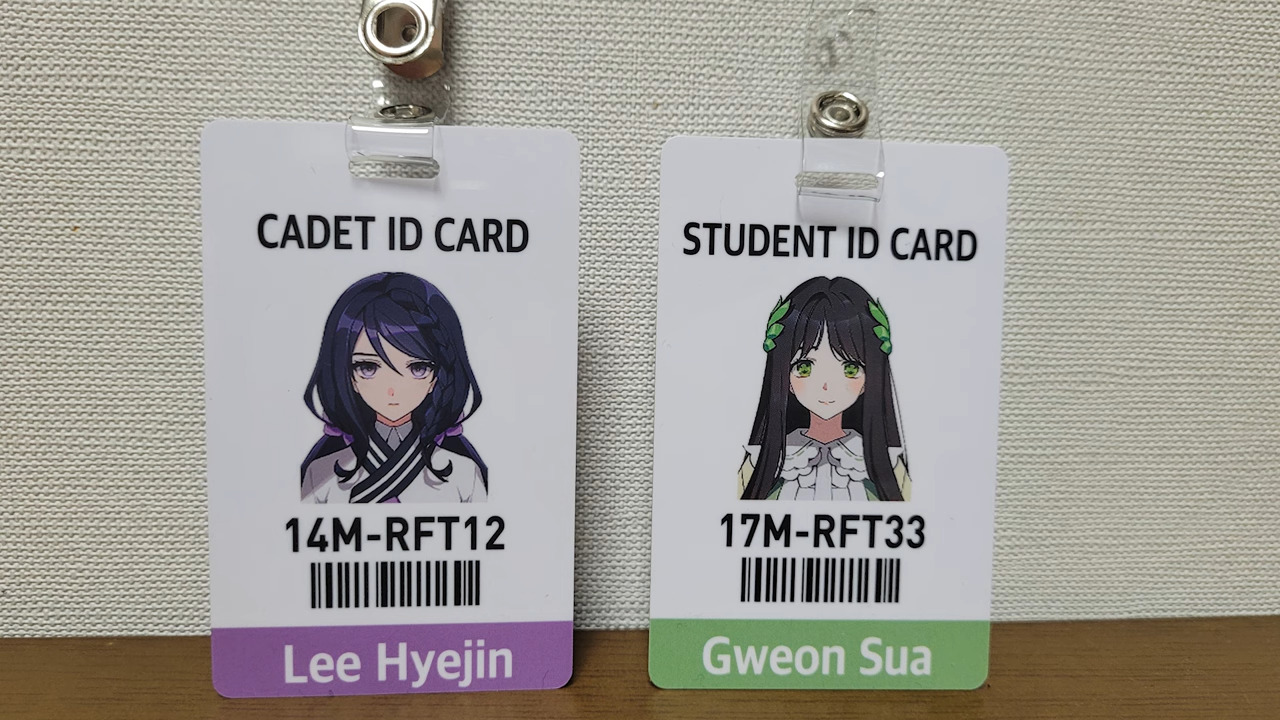 CADET ID CARD
14M-RFT12
Lee Hyejin
STUDENT ID CARD
17M-RFT33
Gweon Sua